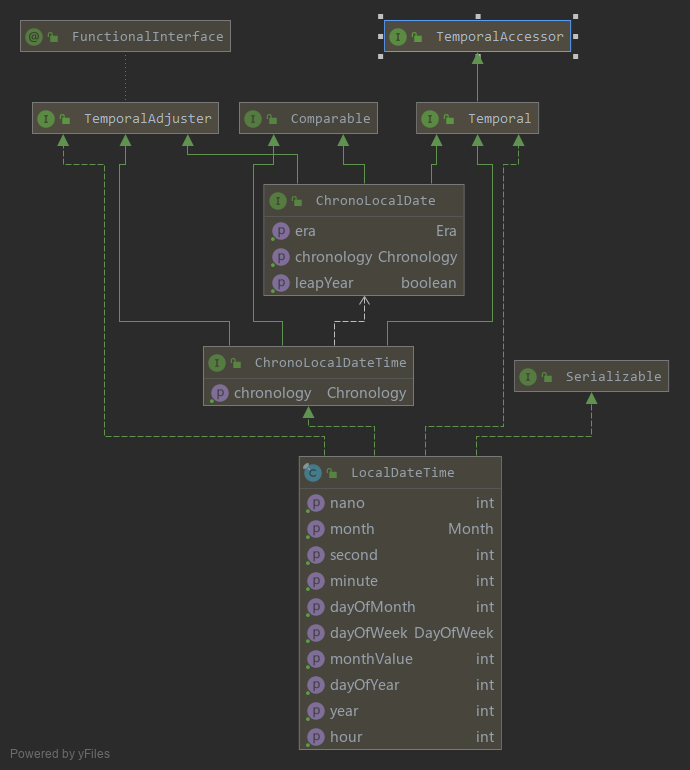 @ FunctionalInterface
I TemporalAccessor
I TemporalAdjuster
I Comparable
I Temporal
I ChronoLocalDate
p era Era
p chronology Chronology
p leapYear boolean
I ChronoLocalDateTime
p chronology Chronology
I Serializable
C LocalDateTime
p nano int
p month Month
p second int
p minute int
p dayOfMonth int
p dayOfWeek DayOfWeek
p monthValue int
p dayOfYear int
p year int
p hour int
Powered by yFiles